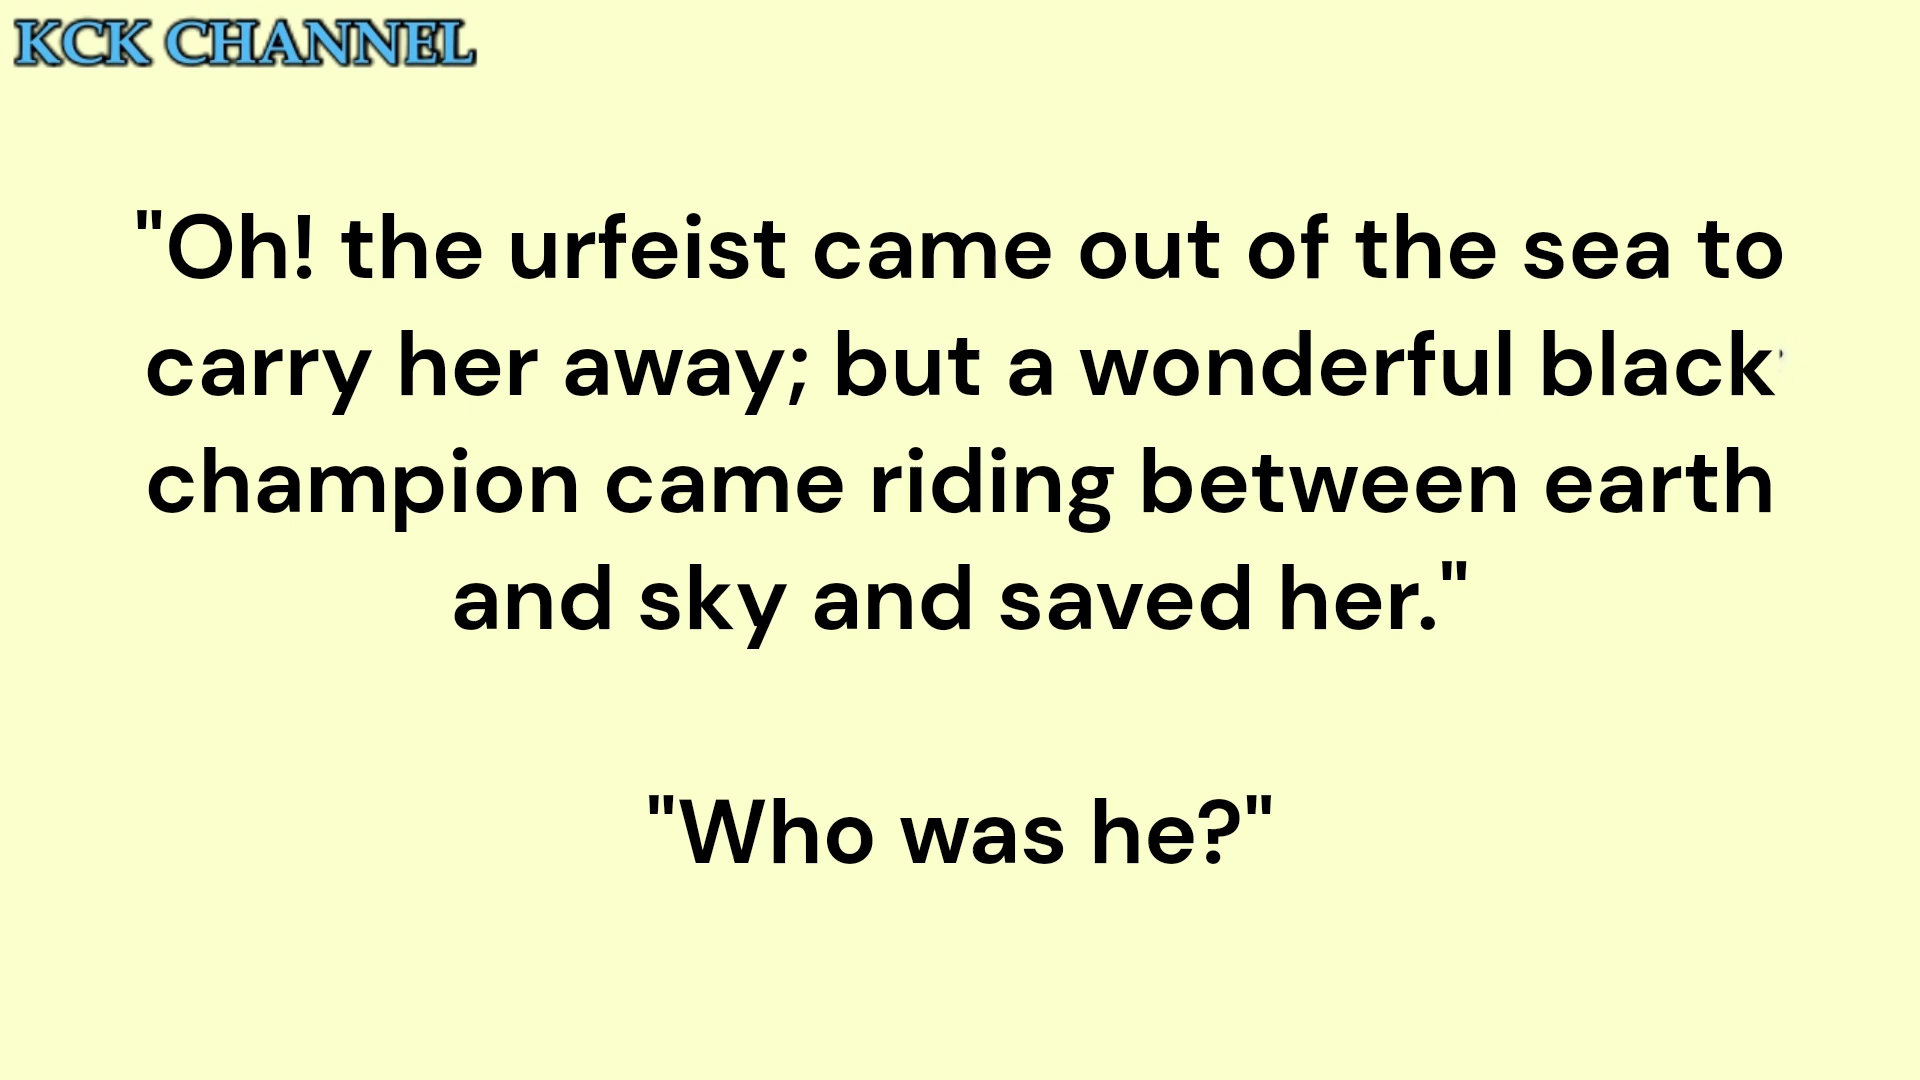 KCK CHANNEL
"Oh! the urfeist came out of the sea to
carry her away; but a wonderful black
champion came riding between earth
and sky and saved her."
"Who was he?"